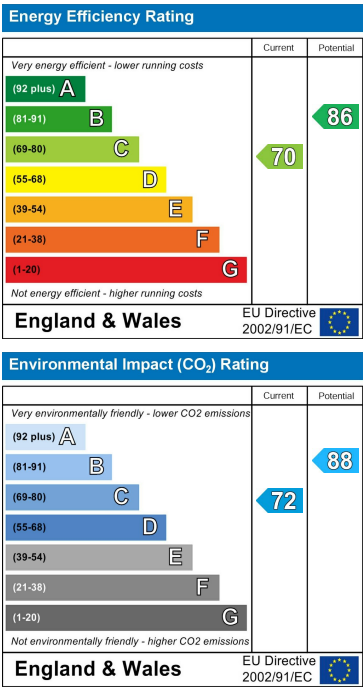 Energy Efficiency Rating
Current Potential
Very energy efficient - lower running costs
(92 plus) A
(81-91) B
(69-80) C
(55-68) D
(39-54) E
(21-38) F
(1-20) G
70
86
Not energy efficient - higher running costs
England & Wales
EU Directive
2002/91/EC
Environmental Impact (CO₂) Rating
Current Potential
Very environmentally friendly - lower CO2 emissions
(92 plus) A
(81-91) B
(69-80) C
(55-68) D
(39-54) E
(21-38) F
(1-20) G
72
88
Not environmentally friendly - higher CO2 emissions
England & Wales
EU Directive
2002/91/EC